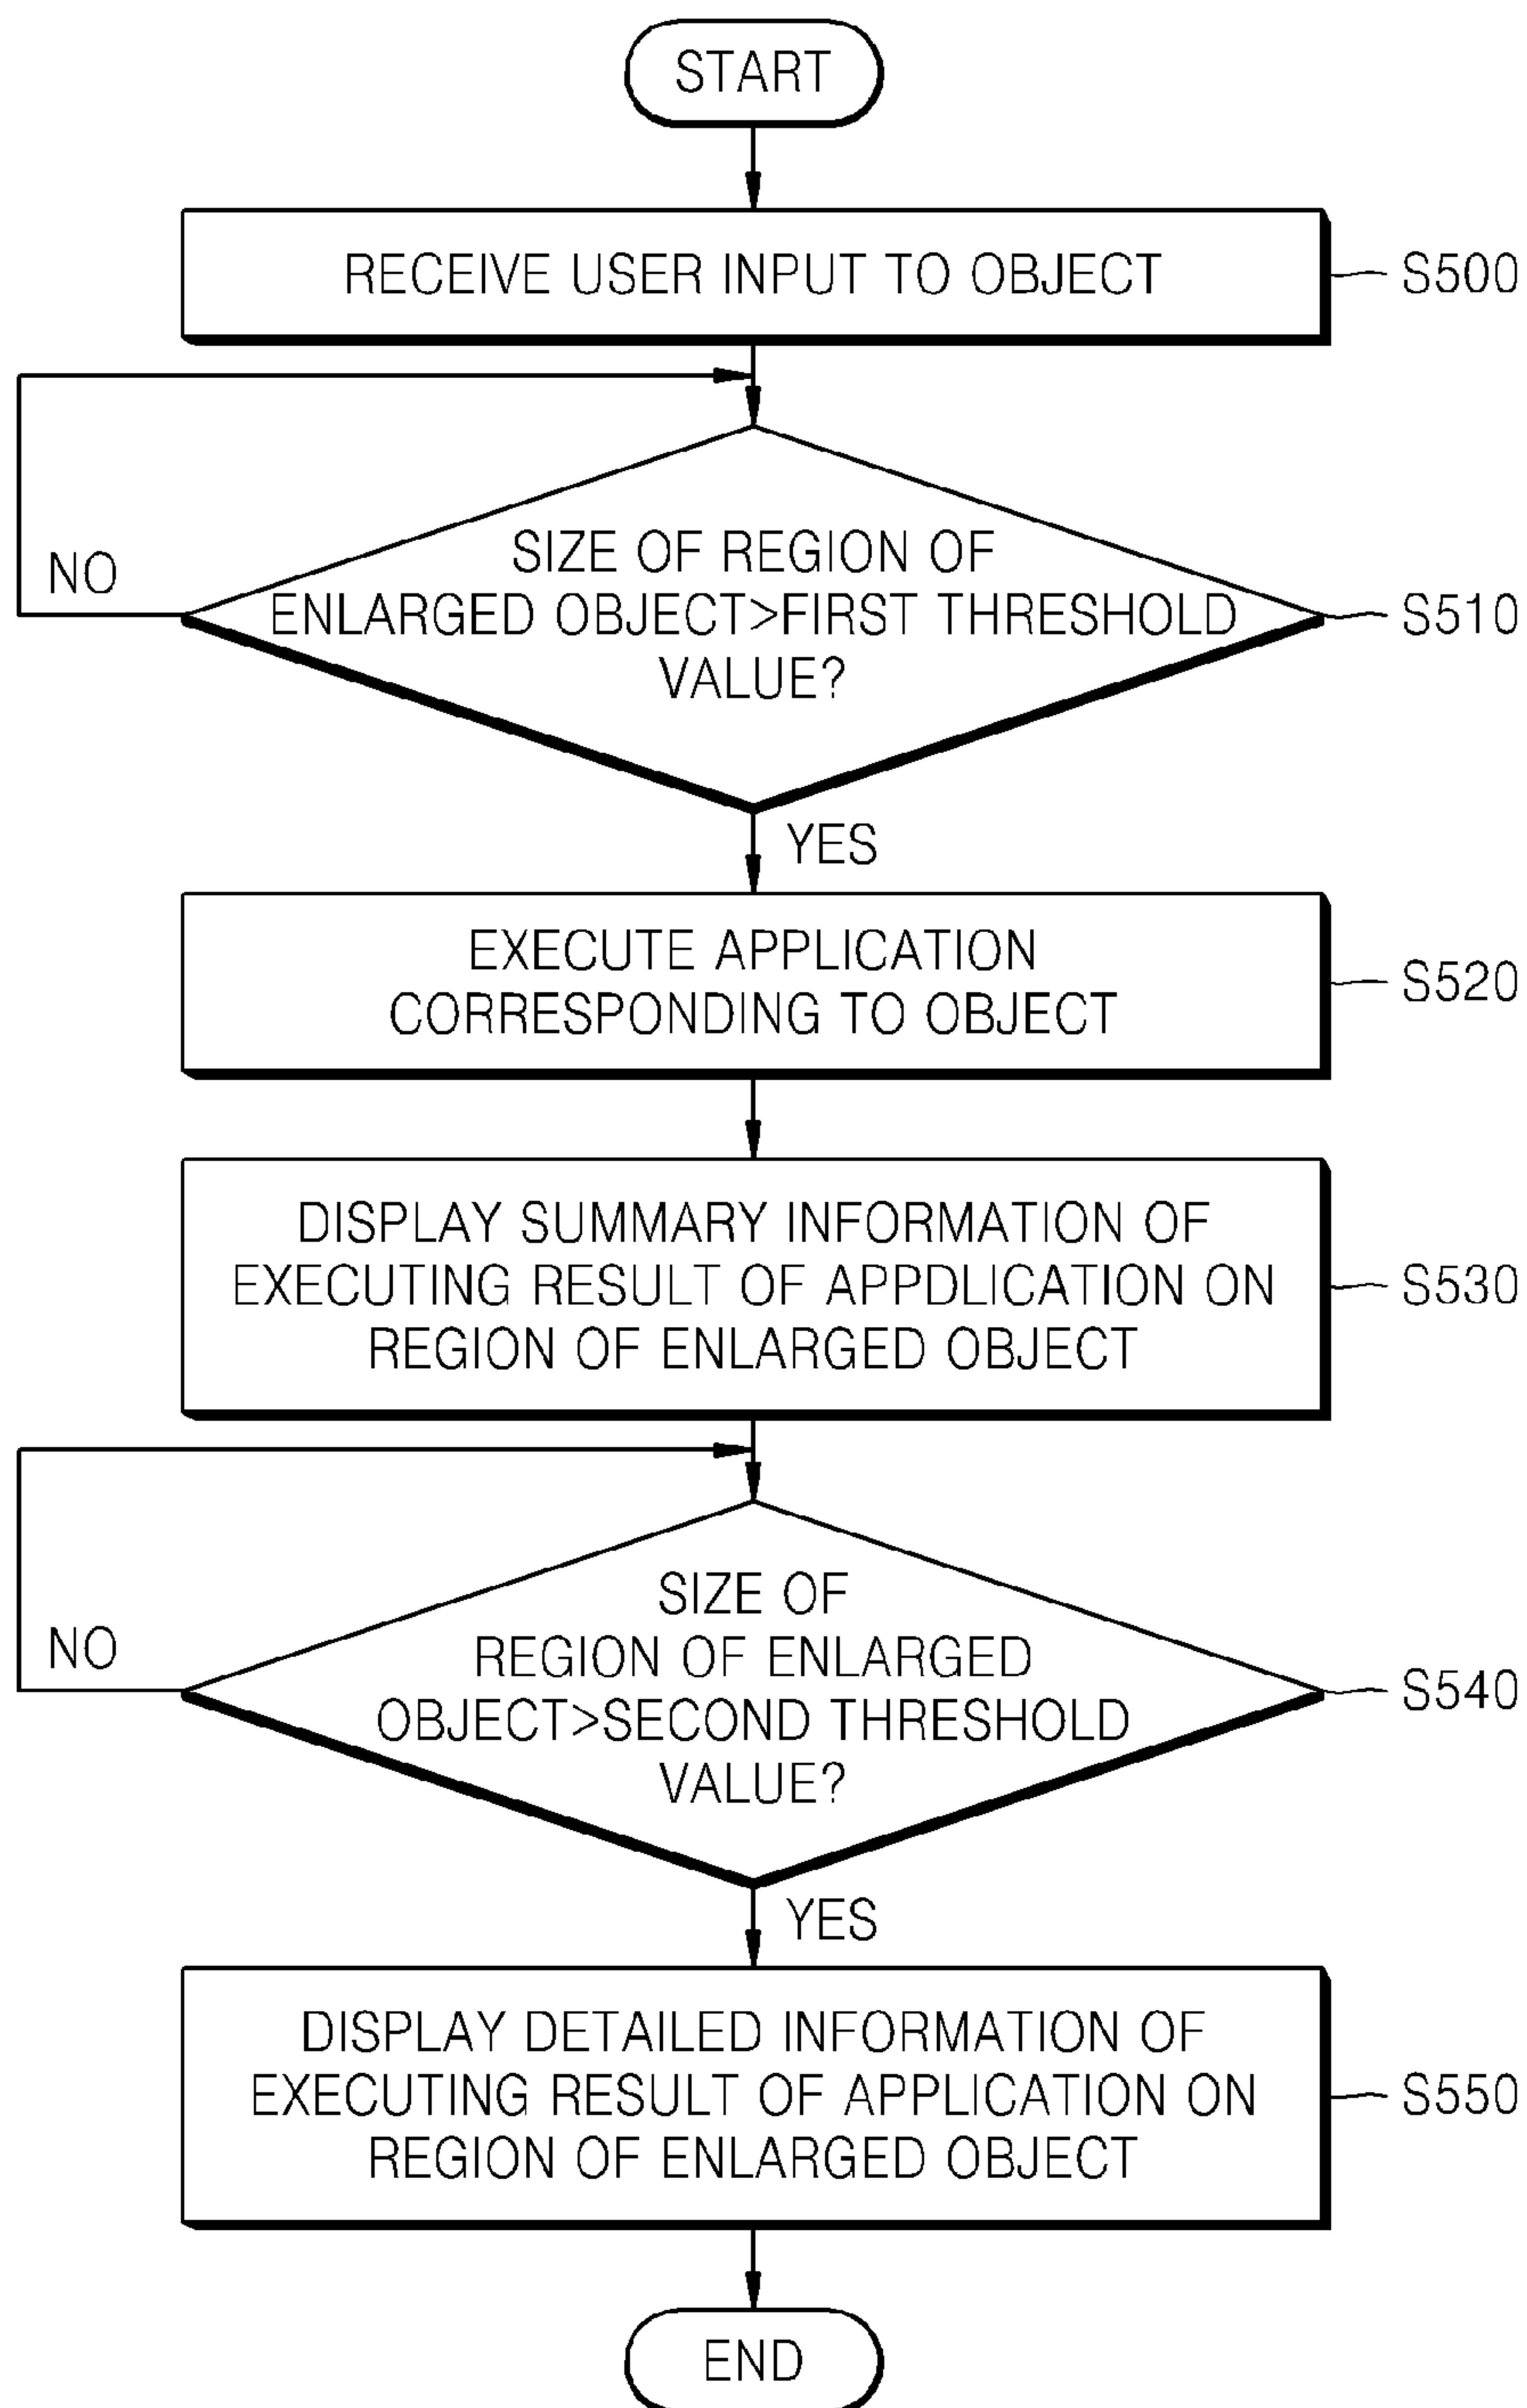 START
RECEIVE USER INPUT TO OBJECT
S500
SIZE OF REGION OF
ENLARGED OBJECT>FIRST THRESHOLD
VALUE?
S510
NO
YES
EXECUTE APPLICATION
CORRESPONDING TO OBJECT
S520
DISPLAY SUMMARY INFORMATION OF
EXECUTING RESULT OF APPDLICATION ON
REGION OF ENLARGED OBJECT
S530
SIZE OF
REGION OF ENLARGED
OBJECT>SECOND THRESHOLD
VALUE?
S540
NO
YES
DISPLAY DETAILED INFORMATION OF
EXECUTING RESULT OF APPLICATION ON
REGION OF ENLARGED OBJECT
S550
END